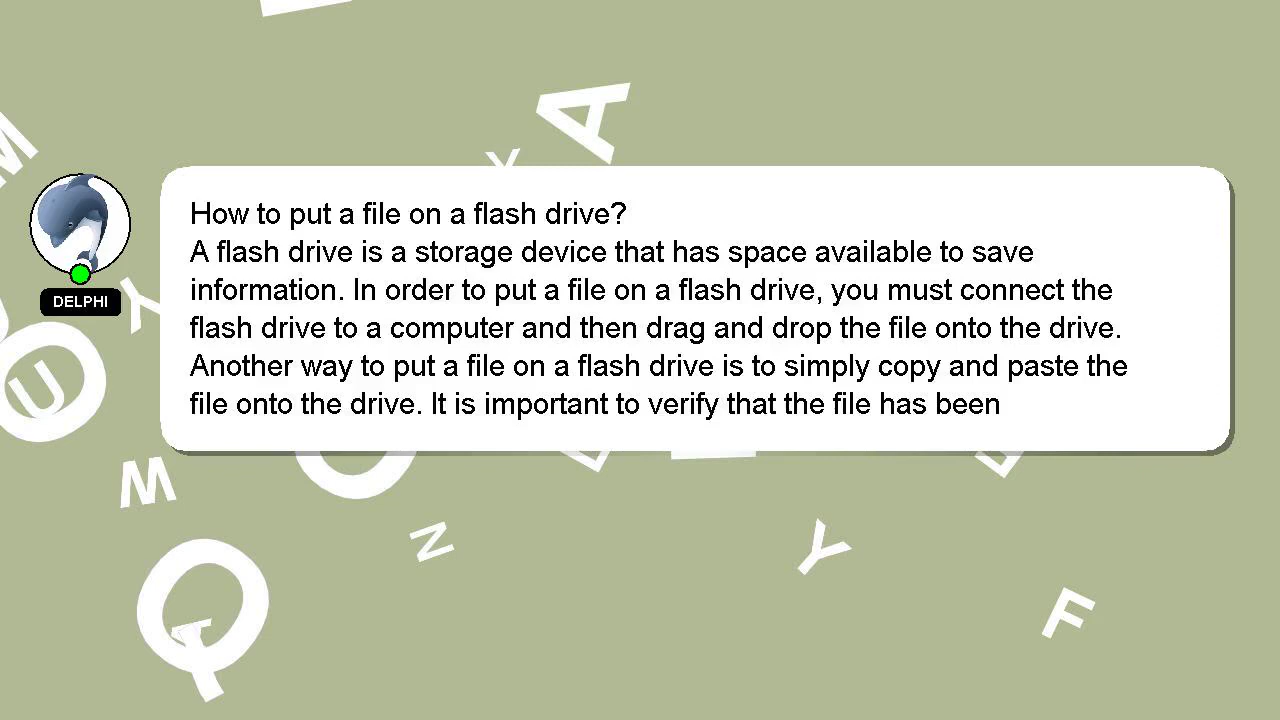 How to put a file on a flash drive?
A flash drive is a storage device that has space available to save
information. In order to put a file on a flash drive, you must connect the
flash drive to a computer and then drag and drop the file onto the drive.
Another way to put a file on a flash drive is to simply copy and paste the
file onto the drive. It is important to verify that the file has been
DELPHI
M
A
Y
Y
O
U
W
Z
Y
Q
T
F